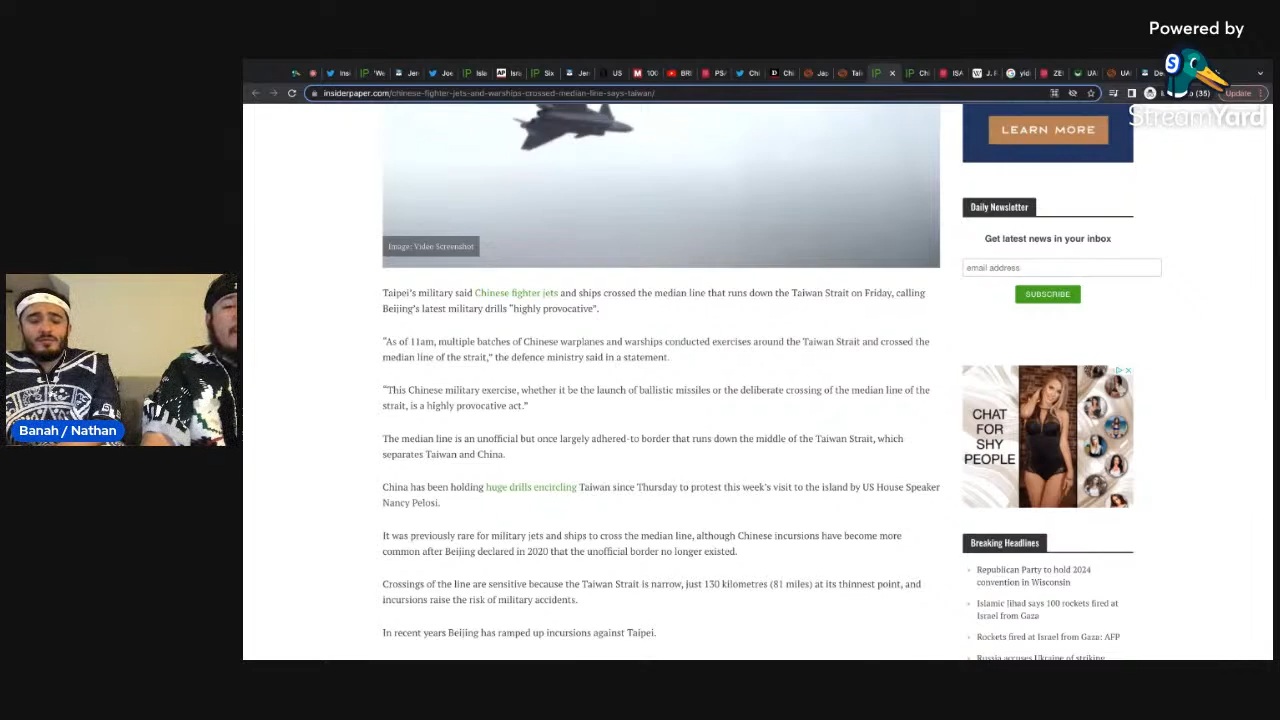 Powered by
StreamYard
US
100
BRI
Update
insiderpaper.com/chinese-fighter-jets-and-warships-crossed-median-line-says-taiwan/
LEARN MORE
Image: Video Screenshot
Taipei's military said Chinese fighter jets and ships crossed the median line that runs down the Taiwan Strait on Friday, calling
Beijing's latest military drills "highly provocative".
"As of 11am, multiple batches of Chinese warplanes and warships conducted exercises around the Taiwan Strait and crossed the
median line of the strait," the defence ministry said in a statement.
"This Chinese military exercise, whether it be the launch of ballistic missiles or the deliberate crossing of the median line of the
strait, is a highly provocative act."
The median line is an unofficial but once largely adhered-to border that runs down the middle of the Taiwan Strait, which
separates Taiwan and China.
China has been holding huge drills encircling Taiwan since Thursday to protest this week's visit to the island by US House Speaker
Nancy Pelosi.
It was previously rare for military jets and ships to cross the median line, although Chinese incursions have become more
common after Beijing declared in 2020 that the unofficial border no longer existed.
Crossings of the line are sensitive because the Taiwan Strait is narrow, just 130 kilometres (81 miles) at its thinnest point, and
incursions raise the risk of military accidents.
In recent years Beijing has ramped up incursions against Taipei.
Daily Newsletter
Get latest news in your inbox
email address
SUBSCRIBE
CHAT
FOR
SHY
PEOPLE
Breaking Headlines
Republican Party to hold 2024
convention in Wisconsin
Islamic Jihad says 100 rockets fired at
Israel from Gaza
Rockets fired at Israel from Gaza: AFP
Russia accuses Ukraine of striking
Banah / Nathan